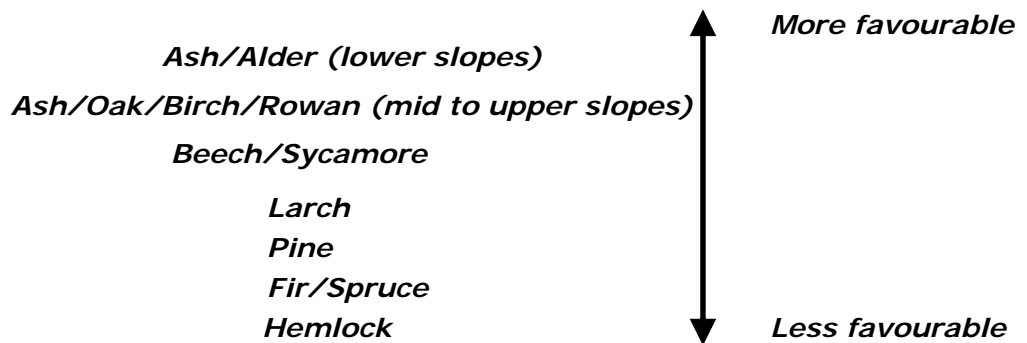 More favourable
Ash/Alder (lower slopes)
Ash/Oak/Birch/Rowan (mid to upper slopes)
Beech/Sycamore
Larch
Pine
Fir/Spruce
Hemlock
Less favourable